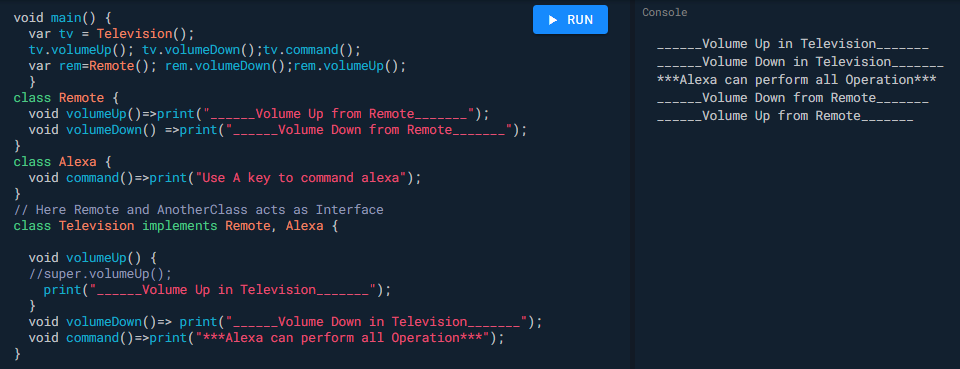 void main() {
  var tv = Television();
  tv.volumeUp(); tv.volumeDown();tv.command();
  var rem=Remote(); rem.volumeDown();rem.volumeUp();
  }
class Remote {
  void volumeUp()=>print("______Volume Up from Remote_______");
  void volumeDown() =>print("______Volume Down from Remote_______");
}
class Alexa {
  void command()=>print("Use A key to command alexa");
}
// Here Remote and AnotherClass acts as Interface
class Television implements Remote, Alexa {
  void volumeUp() {
  //super.volumeUp();
    print("______Volume Up in Television_______");
  }
  void volumeDown()=> print("______Volume Down in Television_______");
  void command()=>print("***Alexa can perform all Operation***");
}
RUN
Console
______Volume Up in Television_______
______Volume Down in Television_______
***Alexa can perform all Operation***
______Volume Down from Remote_______
______Volume Up from Remote_______